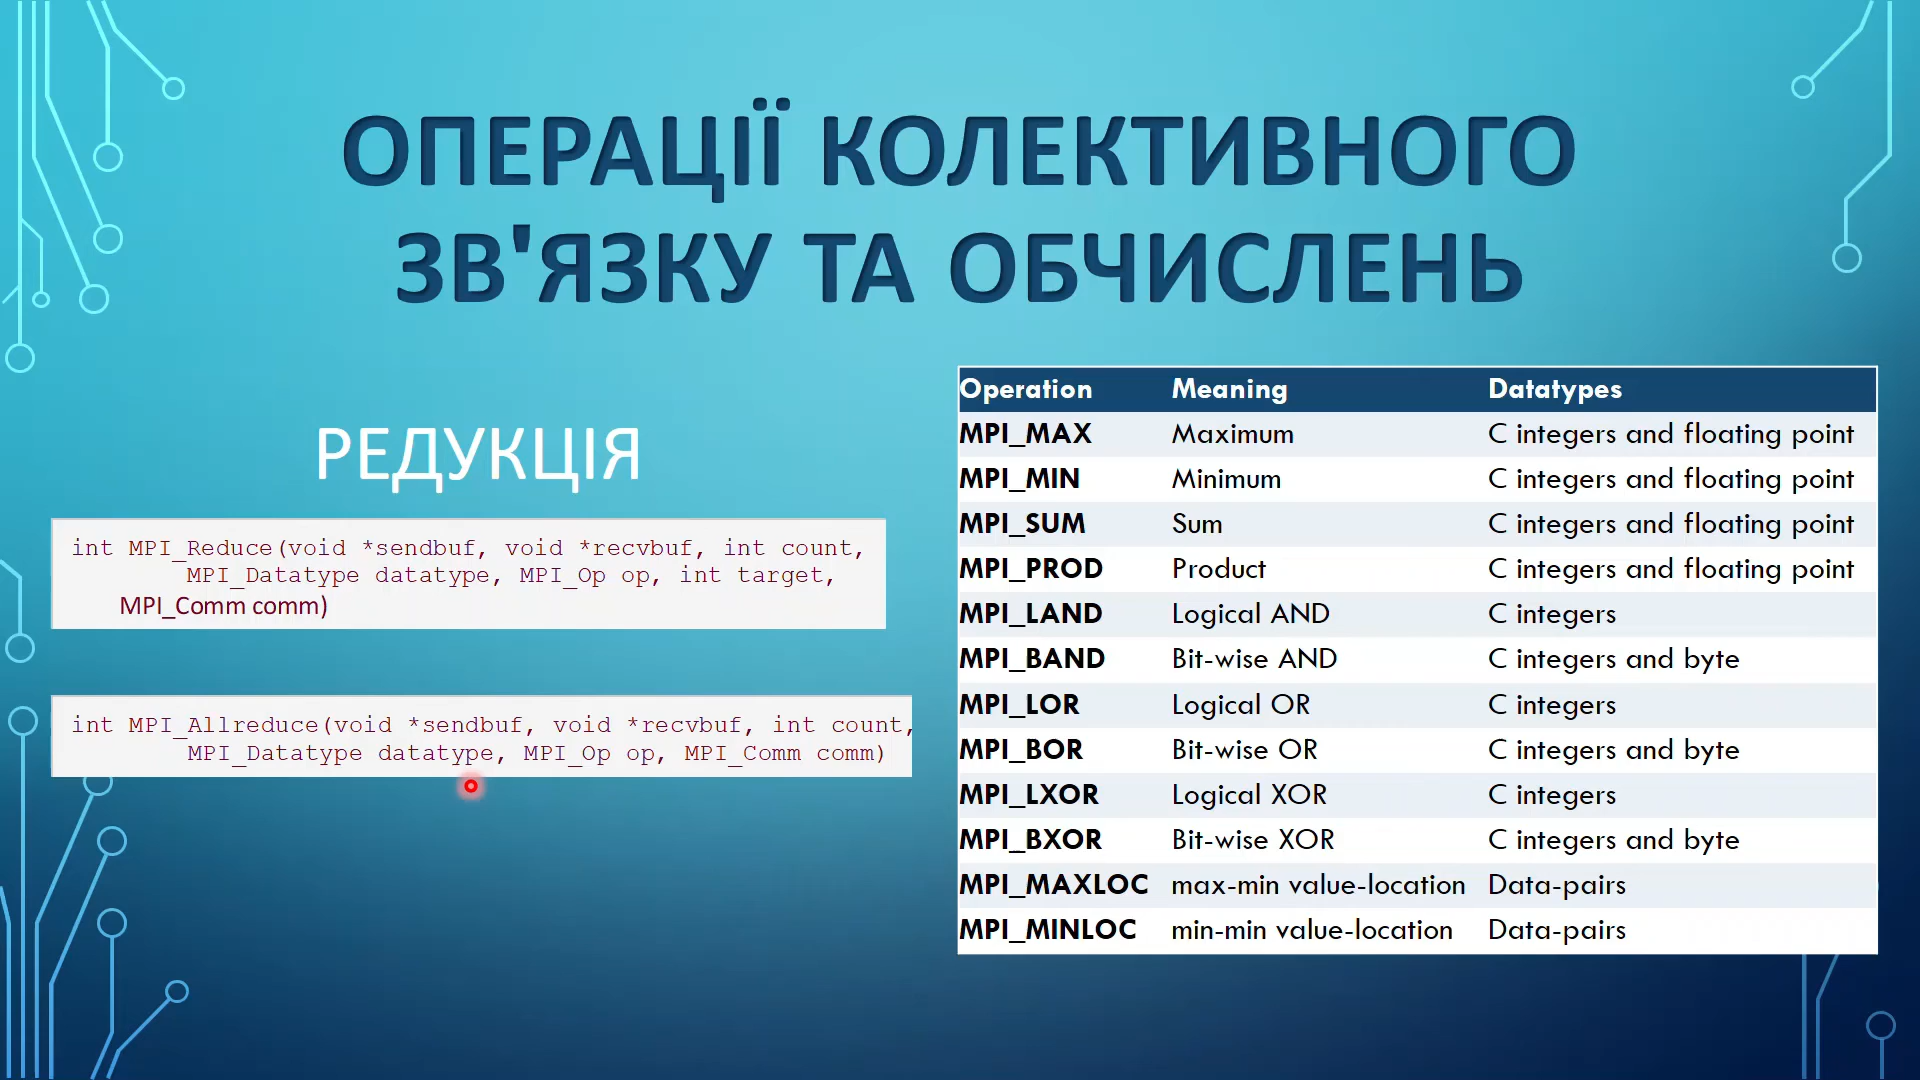 ОПЕРАЦІЇ КОЛЕКТИВНОГО
ЗВ'ЯЗКУ ТА ОБЧИСЛЕНЬ
РЕДУКЦІЯ
int MPI_Reduce(void *sendbuf, void *recvbuf, int count,
MPI_Datatype datatype, MPI_Op op, int target,
MPI_Comm comm)
int MPI_Allreduce(void *sendbuf, void *recvbuf, int count,
MPI_Datatype datatype, MPI_Op op, MPI_Comm comm)
Operation Meaning Datatypes
MPI_MAX Maximum C integers and floating point
MPI_MIN Minimum C integers and floating point
MPI_SUM Sum C integers and floating point
MPI_PROD Product C integers and floating point
MPI_LAND Logical AND C integers
MPI_BAND Bit-wise AND C integers and byte
MPI_LOR Logical OR C integers
MPI_BOR Bit-wise OR C integers and byte
MPI_LXOR Logical XOR C integers
MPI_BXOR Bit-wise XOR C integers and byte
MPI_MAXLOC max-min value-location Data-pairs
MPI_MINLOC min-min value-location Data-pairs